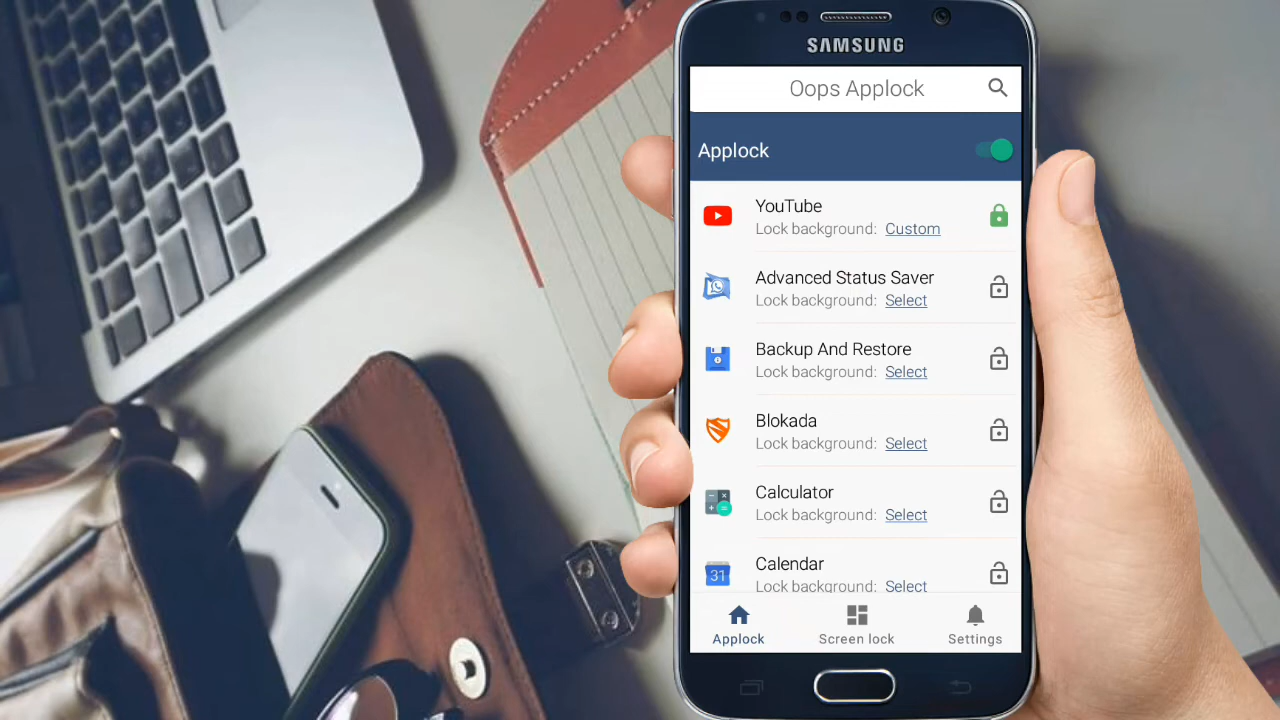 SAMSUNG
Oops Applock
Applock
YouTube
Lock background: Custom
Advanced Status Saver
Lock background: Select
Backup And Restore
Lock background: Select
Blokada
Lock background: Select
Calculator
Lock background: Select
Calendar
31
Lock background: Select
Applock
Screen lock
Settings